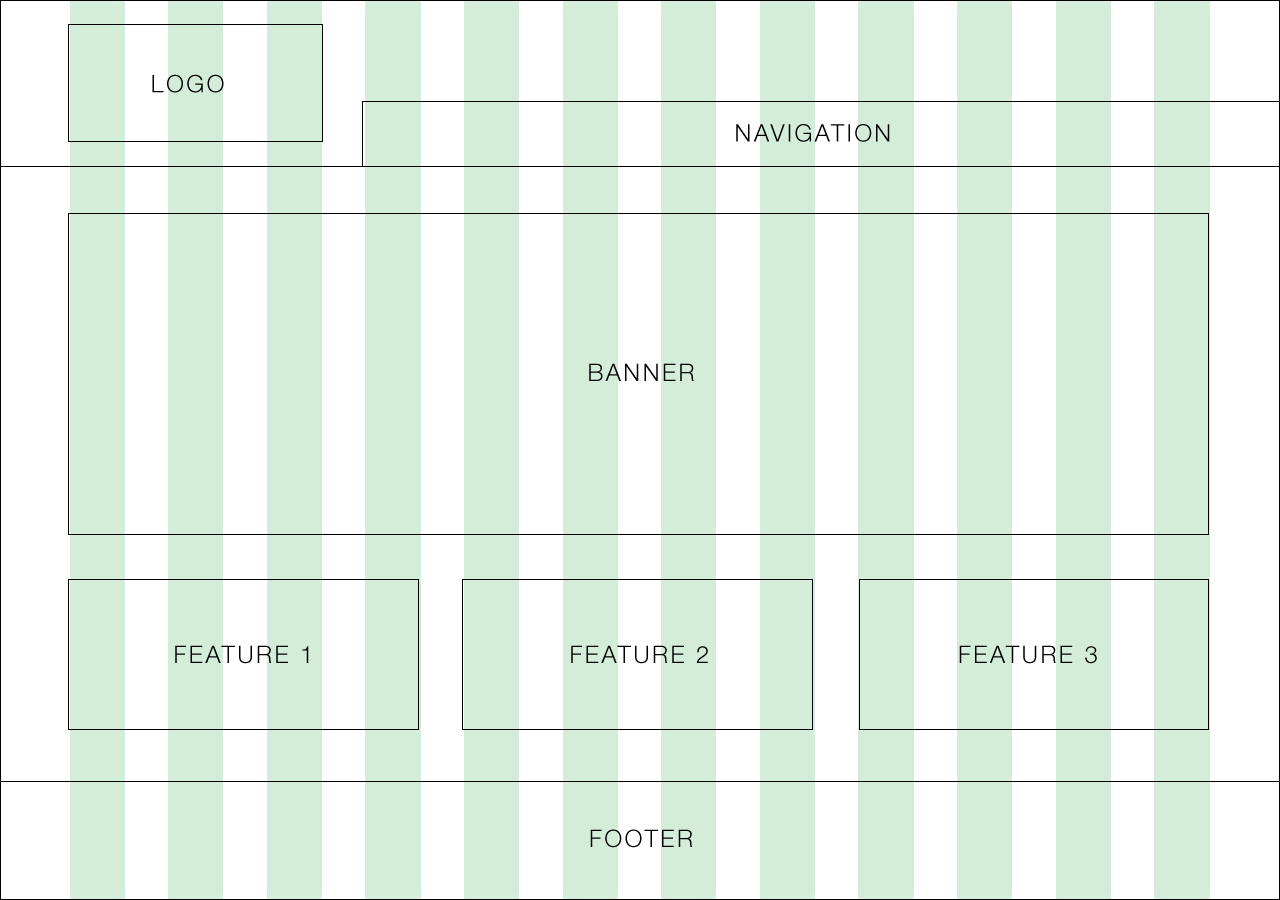 LOGO
NAVIGATION
BANNER
FEATURE 1
FEATURE 2
FEATURE 3
FOOTER